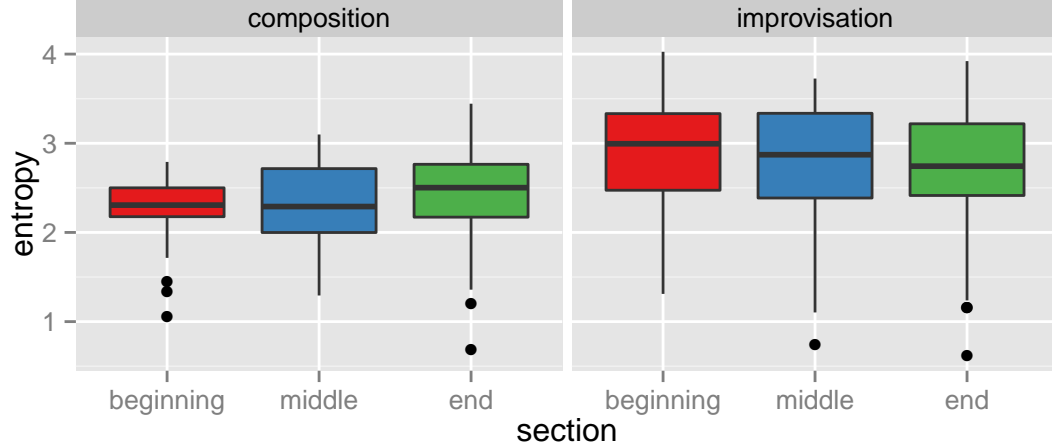 composition improvisation
entropy
4
3
2
1
beginning middle end beginning middle end
section